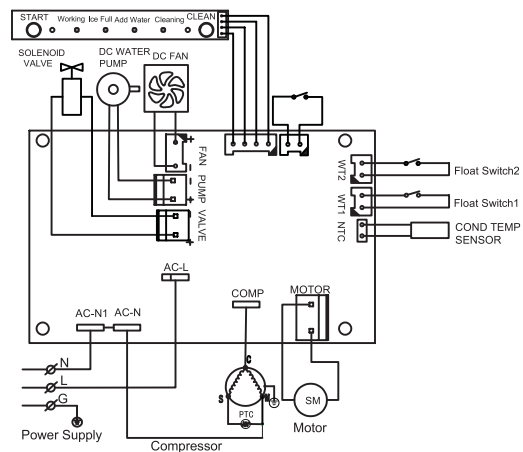 START Working Ice Full Add Water Cleaning CLEAN
SOLENOID
VALVE
DC WATER
PUMP
DC FAN
+
FAN
-
-
PUMP
+
-
VALVE
+
WT2
Float Switch2
WT1
Float Switch1
NTC
COND TEMP
SENSOR
AC-L
COMP
MOTOR
AC-N1
AC-N
N
L
G
Power Supply
C
S
M
PTC
Compressor
SM
Motor